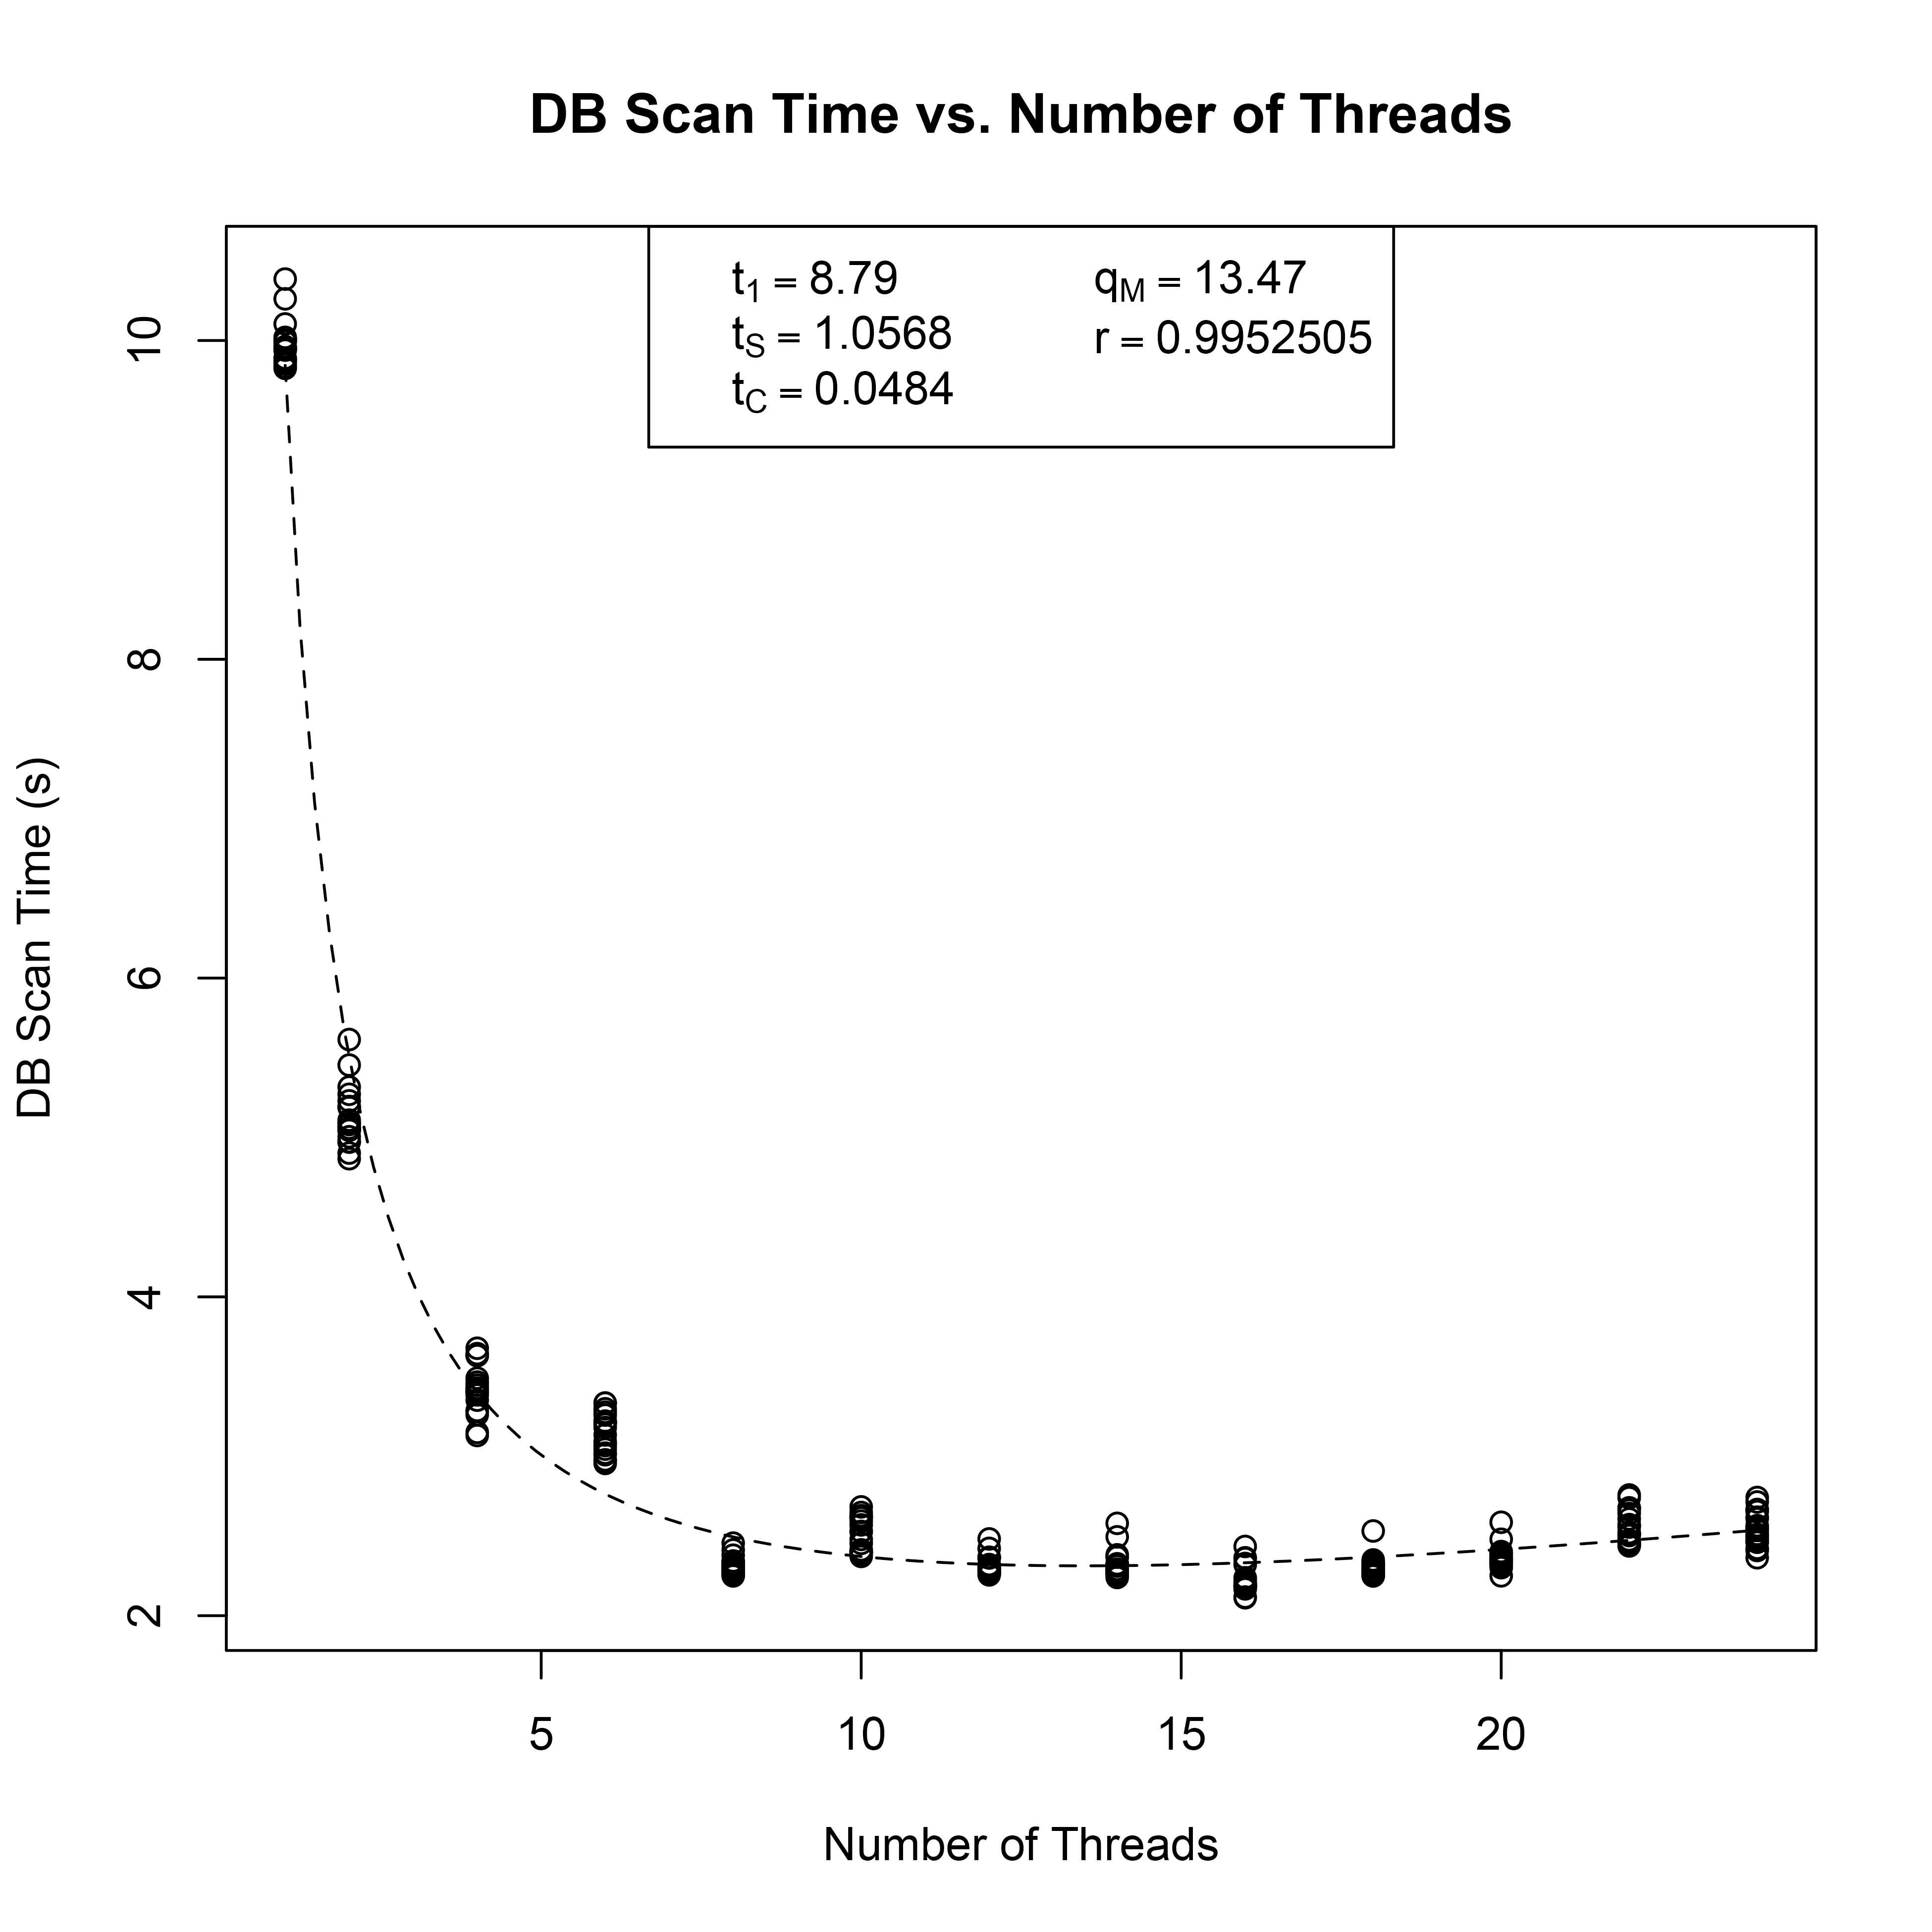 DB Scan Time vs. Number of Threads
t1 = 8.79
tS = 1.0568
tC = 0.0484
qM = 13.47
r = 0.9952505
DB Scan Time (s)
10
8
6
4
2
5 10 15 20
Number of Threads